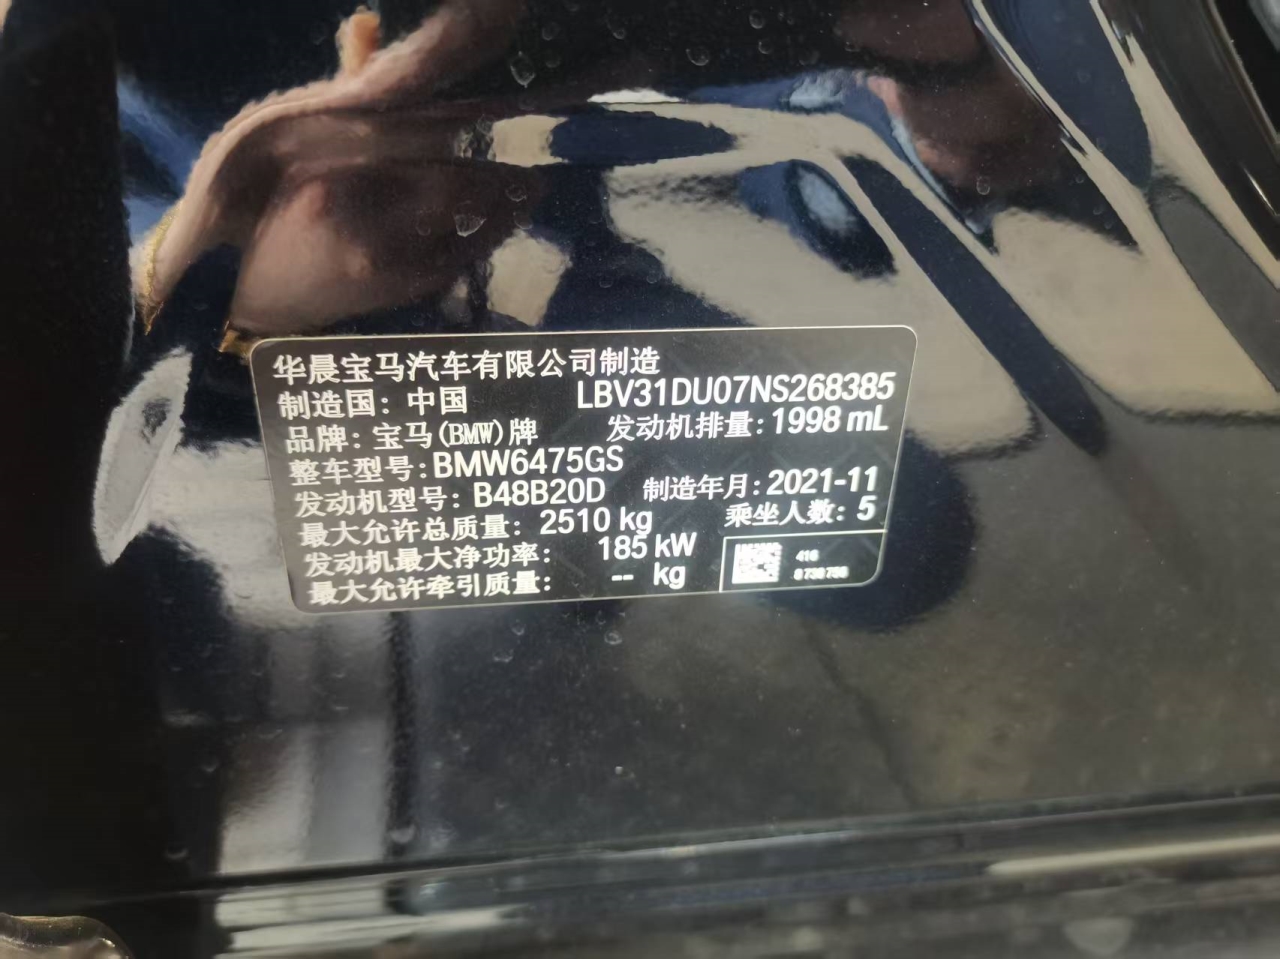 华晨宝马汽车有限公司制造
制造国: 中国 LBV31DU07NS268385
品牌: 宝马(BMW)牌 发动机排量: 1998 mL
整车型号: BMW6475GS
发动机型号: B48B20D 制造年月: 2021-11
最大允许总质量: 2510 kg 乘坐人数: 5
发动机最大净功率: 185 kW
最大允许牵引质量: -- kg